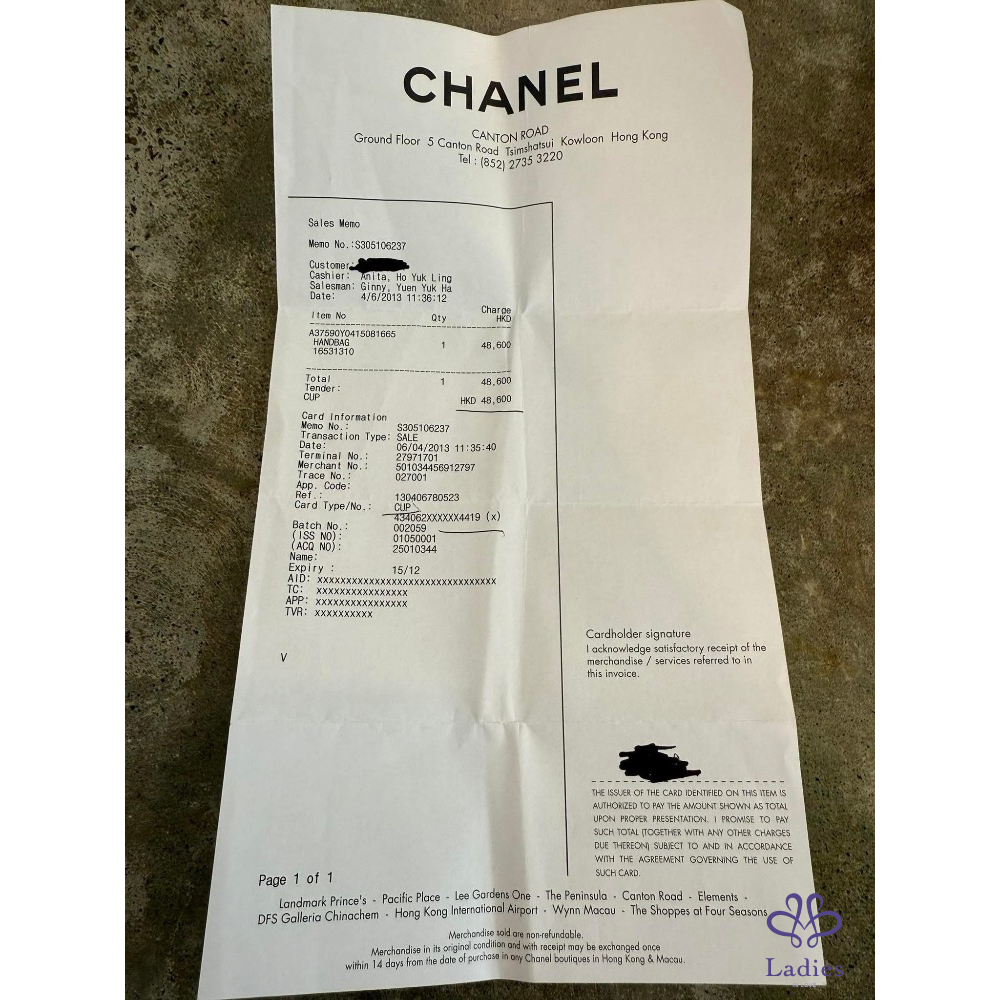 CHANEL
CANTON ROAD
Ground Floor 5 Canton Road Tsimshatsui Kowloon Hong Kong
Tel : (852) 2735 3220
Sales Memo
Memo No.:S305106237
Customer:
Cashier: Anita, Ho Yuk Ling
Salesman: Ginny, Yuen Yuk Ha
Date: 4/6/2013 11:36:12
Item No Qty Charge HKD
A37590Y0415081665
HANDBAG 1 48,600
16531310
Total 1 48,600
Tender:
CUP HKD 48,600
Card Information
Memo No.: S305106237
Transaction Type: SALE
Date: 06/04/2013 11:35:40
Terminal No.: 27971701
Merchant No.: 501034456912797
Trace No.: 027001
App. Code:
Ref.: 130406780523
Card Type/No.: CUP
434062XXXXXX4419 (x)
Batch No.: 002059
(ISS NO): 01050001
(ACQ NO): 25010344
Name:
Expiry : 15/12
AID: xxxxxxxxxxxxxxxxxxxxxxxxxxxxxxxx
TC: xxxxxxxxxxxxxxxx
APP: xxxxxxxxxxxxxxxx
TVR: xxxxxxxxxx
V
Cardholder signature
I acknowledge satisfactory receipt of the
merchandise / services referred to in
this invoice.
THE ISSUER OF THE CARD IDENTIFIED ON THIS ITEM IS
AUTHORIZED TO PAY THE AMOUNT SHOWN AS TOTAL
UPON PROPER PRESENTATION. I PROMISE TO PAY
SUCH TOTAL (TOGETHER WITH ANY OTHER CHARGES
DUE THEREON) SUBJECT TO AND IN ACCORDANCE
WITH THE AGREEMENT GOVERNING THE USE OF
SUCH CARD.
Page 1 of 1
Landmark Prince's - Pacific Place - Lee Gardens One - The Peninsula - Canton Road - Elements -
DFS Galleria Chinachem - Hong Kong International Airport - Wynn Macau - The Shoppes at Four Seasons
Merchandise sold are non-refundable.
Merchandise in its original condition and with receipt may be exchanged once
within 14 days from the date of purchase in any Chanel boutiques in Hong Kong & Macau.
Ladies